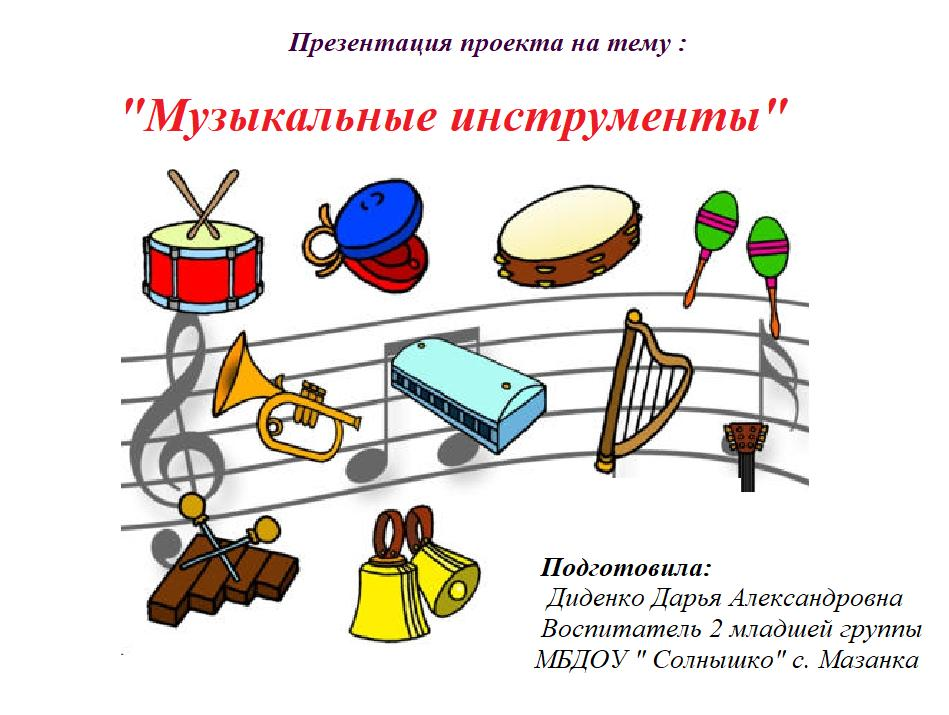 Презентация проекта на тему :
"Музыкальные инструменты"
Подготовила:
Диденко Дарья Александровна
Воспитатель 2 младшей группы
МБДОУ " Солнышко" с. Мазанка